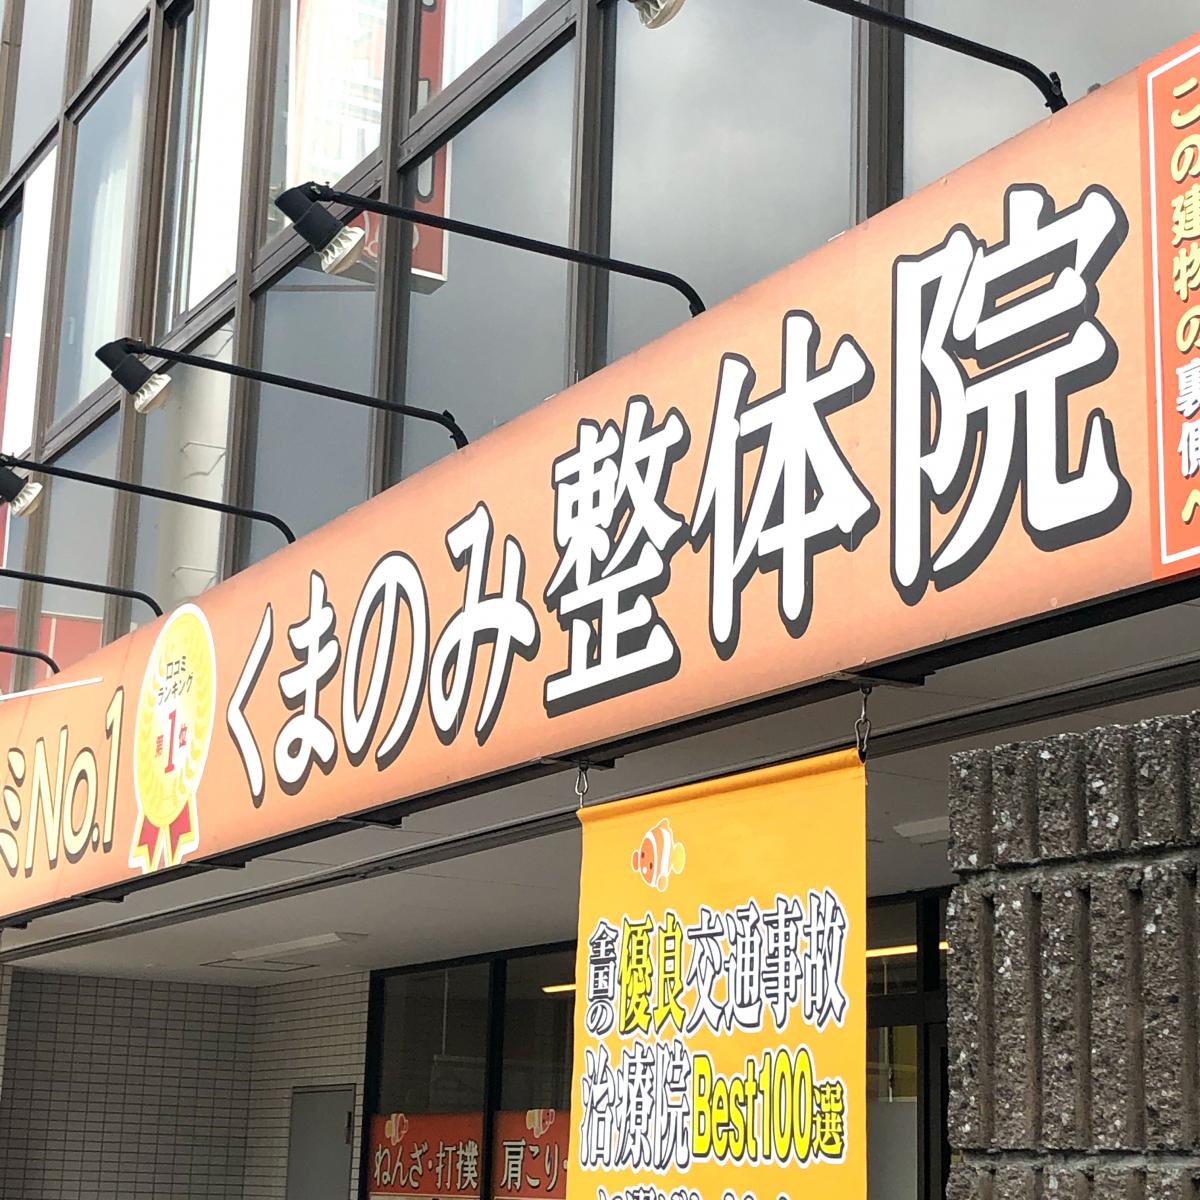 ミNo.1
口コミ
ランキング
第1位
くまのみ整体院
この建物の裏側へ
全国の優良交通事故
治療院Best100選
ねんざ・打撲
肩こり・